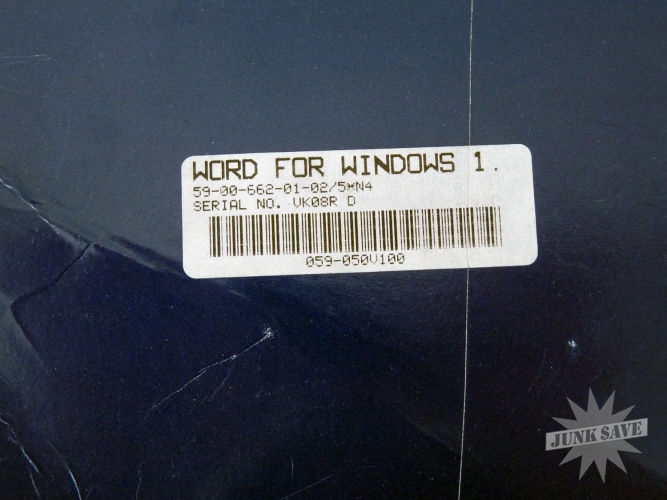 WORD FOR WINDOWS 1.
59-00-662-01-02/5*N4
SERIAL NO. VK08R D
059-050V100
JUNK SAVE